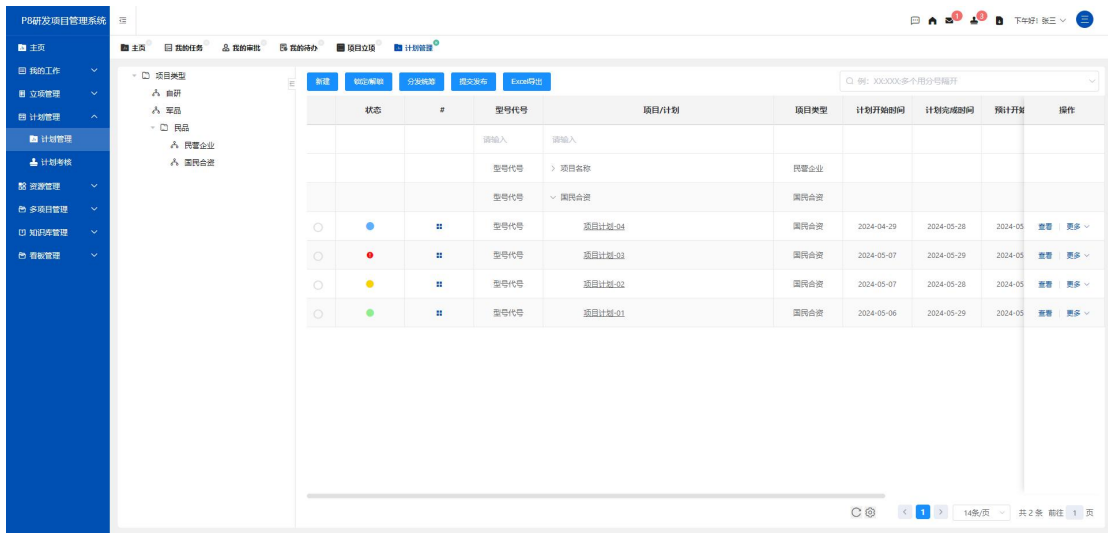 P8研发项目管理系统
1
3
下午好! 张三
三
主页
我的工作
立项管理
计划管理
计划管理
计划考核
资源管理
多项目管理
知识库管理
看板管理
主页 我的任务 我的审批 我的待办 项目立项 计划管理
项目类型
自研
军品
民品
民营企业
国民合资
新建 锁定/解锁 分发统筹 提交发布 Excel导出
例: XX;XXX;多个用分号隔开
状态 # 型号代号 项目/计划 项目类型 计划开始时间 计划完成时间 预计开始 操作
请输入 请输入
型号代号 项目名称 民营企业
型号代号 国民合资 国民合资
型号代号 项目计划-04 国民合资 2024-04-29 2024-05-28 2024-05 查看 更多
型号代号 项目计划-03 国民合资 2024-05-07 2024-05-29 2024-05 查看 更多
型号代号 项目计划-02 国民合资 2024-05-07 2024-05-28 2024-05 查看 更多
型号代号 项目计划-01 国民合资 2024-05-06 2024-05-29 2024-05 查看 更多
1 14条/页 共 2 条 前往 1 页